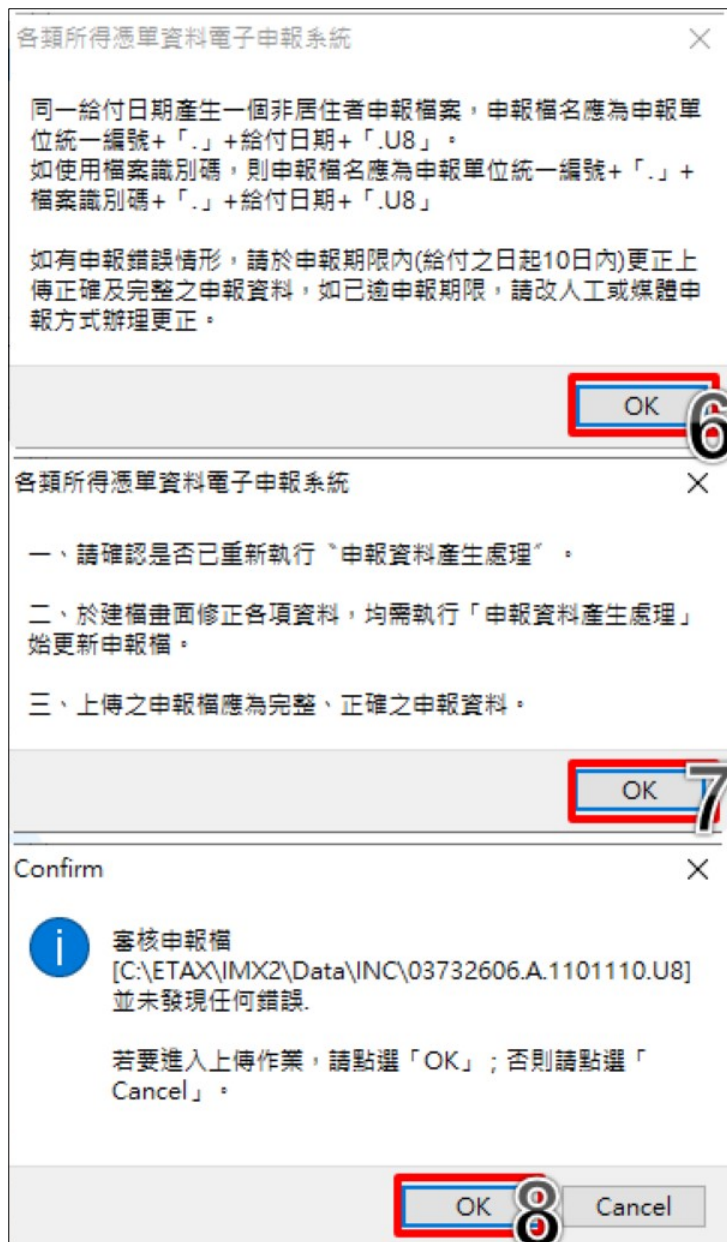 各類所得憑單資料電子申報系統
同一給付日期產生一個非居住者申報檔案，申報檔名應為申報單
位統一編號+「.」+給付日期+「.U8」。
如使用檔案識別碼，則申報檔名應為申報單位統一編號+「.」+
檔案識別碼+「.」+給付日期+「.U8」
如有申報錯誤情形，請於申報期限內(給付之日起10日內)更正上
傳正確及完整之申報資料，如已逾申報期限，請改人工或媒體申
報方式辦理更正。
OK
6
各類所得憑單資料電子申報系統
一、請確認是否已重新執行〝申報資料產生處理〞。
二、於建檔畫面修正各項資料，均需執行「申報資料產生處理」
始更新申報檔。
三、上傳之申報檔應為完整、正確之申報資料。
OK
7
Confirm
審核申報檔
[C:\ETAX\IMX2\Data\INC\03732606.A.1101110.U8]
並未發現任何錯誤.
若要進入上傳作業，請點選「OK」；否則請點選「
Cancel」。
OK
8
Cancel